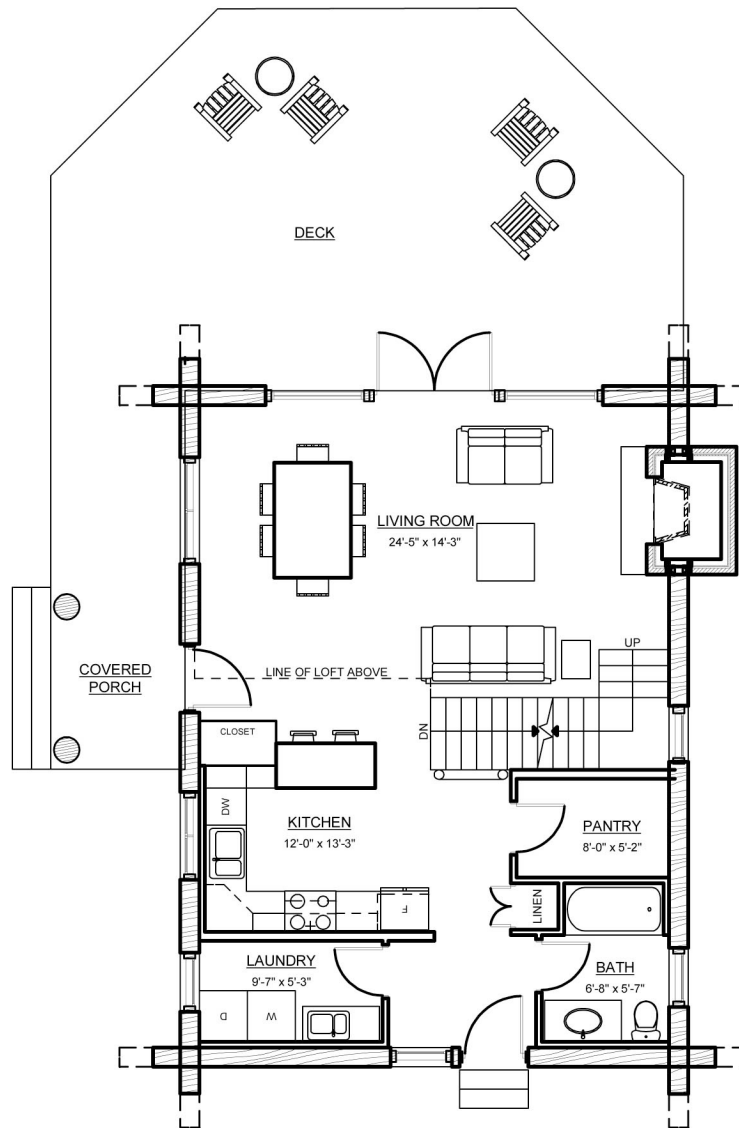 DECK
LIVING ROOM
24'-5" x 14'-3"
UP
COVERED
PORCH
LINE OF LOFT ABOVE
DN
CLOSET
DW
KITCHEN
12'-0" x 13'-3"
PANTRY
8'-0" x 5'-2"
F
LINEN
LAUNDRY
9'-7" x 5'-3"
BATH
6'-8" x 5'-7"
D
W